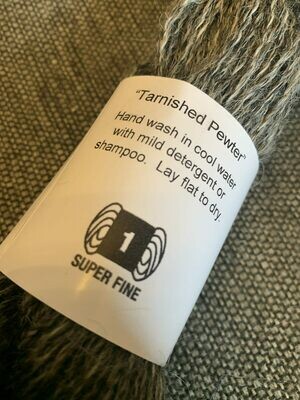 "Tarnished Pewter"
Hand wash in cool water
with mild detergent or
shampoo. Lay flat to dry.
1
SUPER FINE